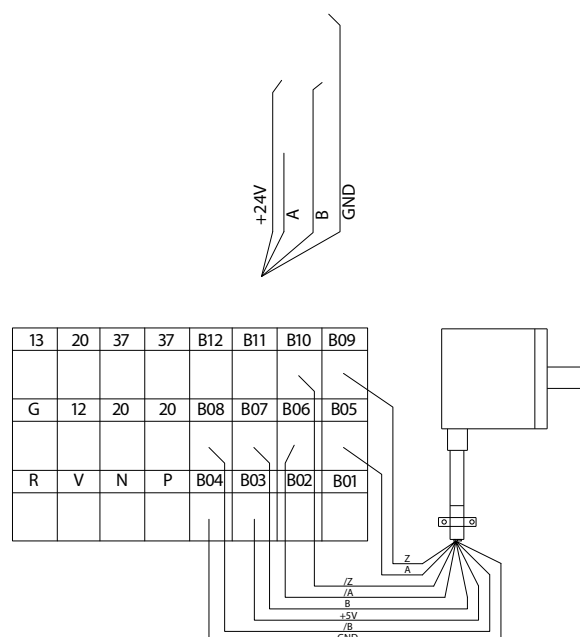 +24V
A
B
GND
13 20 37 37 B12 B11 B10 B09
G 12 20 20 B08 B07 B06 B05
R V N P B04 B03 B02 B01
Z
A
/Z
/A
B
+5V
/B
GND